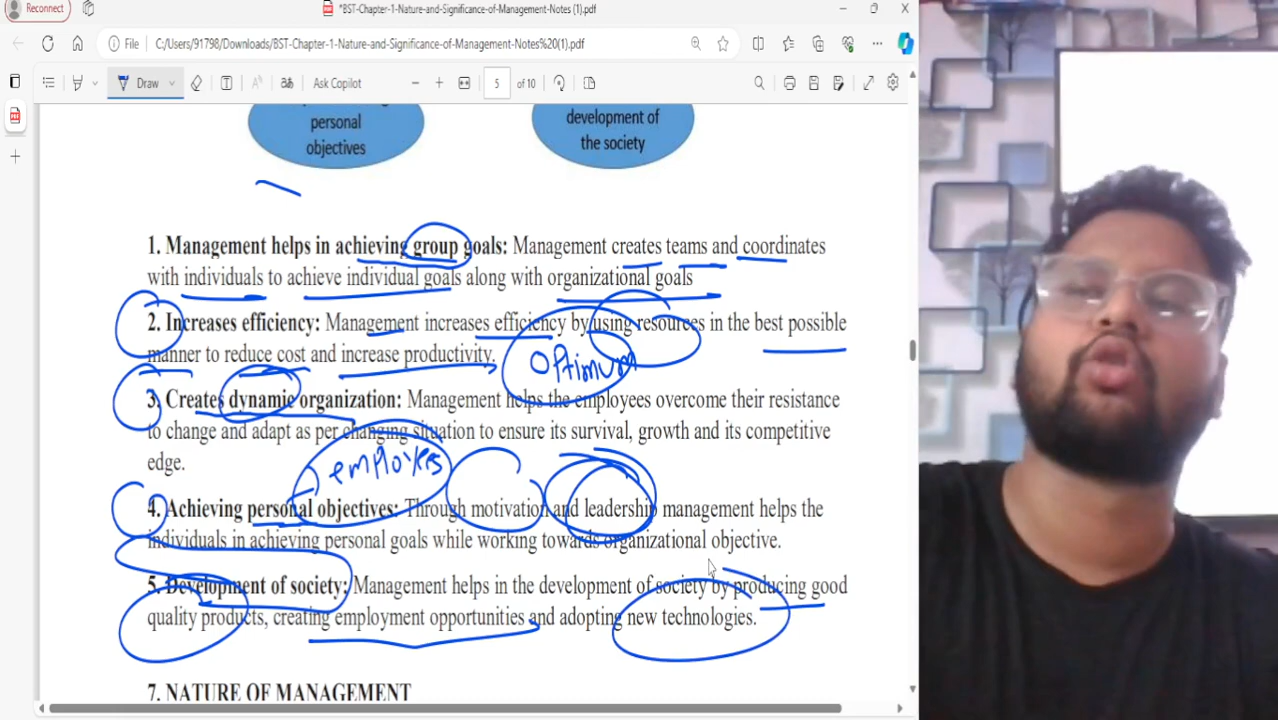 Reconnect
*BST-Chapter-1-Nature-and-Significance-of-Management-Notes (1).pdf
File C:/Users/91798/Downloads/BST-Chapter-1-Nature-and-Significance-of-Management-Notes%20(1).pdf
Draw Ask Copilot 5 of 10
personal
objectives
development of
the society
1. Management helps in achieving group goals: Management creates teams and coordinates
with individuals to achieve individual goals along with organizational goals
2. Increases efficiency: Management increases efficiency by using resources in the best possible
manner to reduce cost and increase productivity.
optimum
3. Creates dynamic organization: Management helps the employees overcome their resistance
to change and adapt as per changing situation to ensure its survival, growth and its competitive
edge.
employees
4. Achieving personal objectives: Through motivation and leadership management helps the
individuals in achieving personal goals while working towards organizational objective.
5. Development of society: Management helps in the development of society by producing good
quality products, creating employment opportunities and adopting new technologies.
7. NATURE OF MANAGEMENT